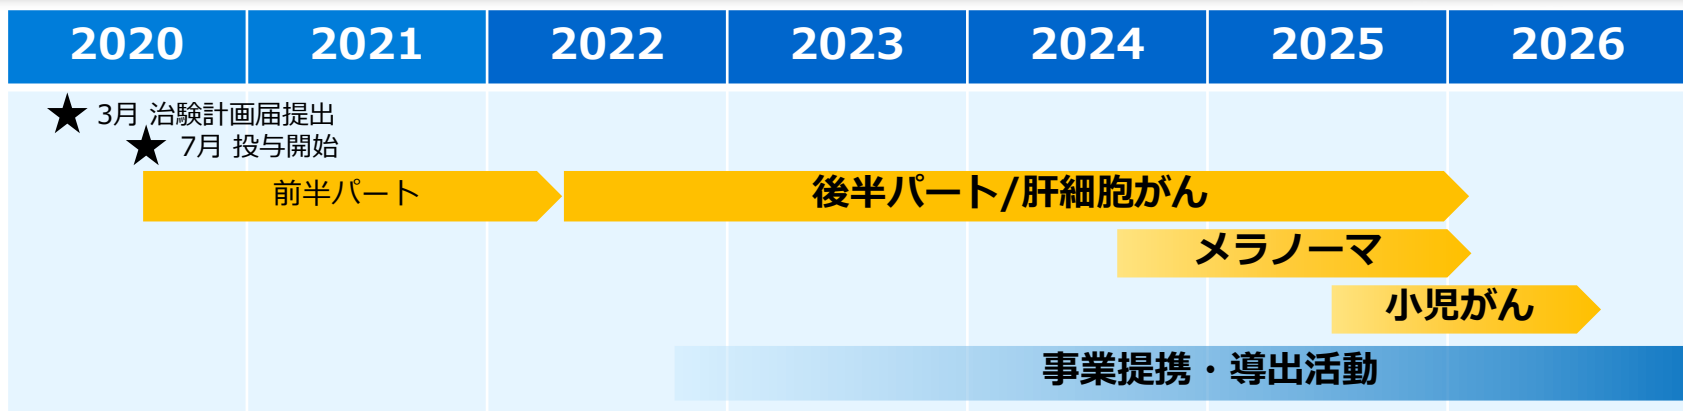 2020 2021 2022 2023 2024 2025 2026
3月 治験計画届提出
7月 投与開始
前半パート 後半パート/肝細胞がん
メラノーマ
小児がん
事業提携・導出活動